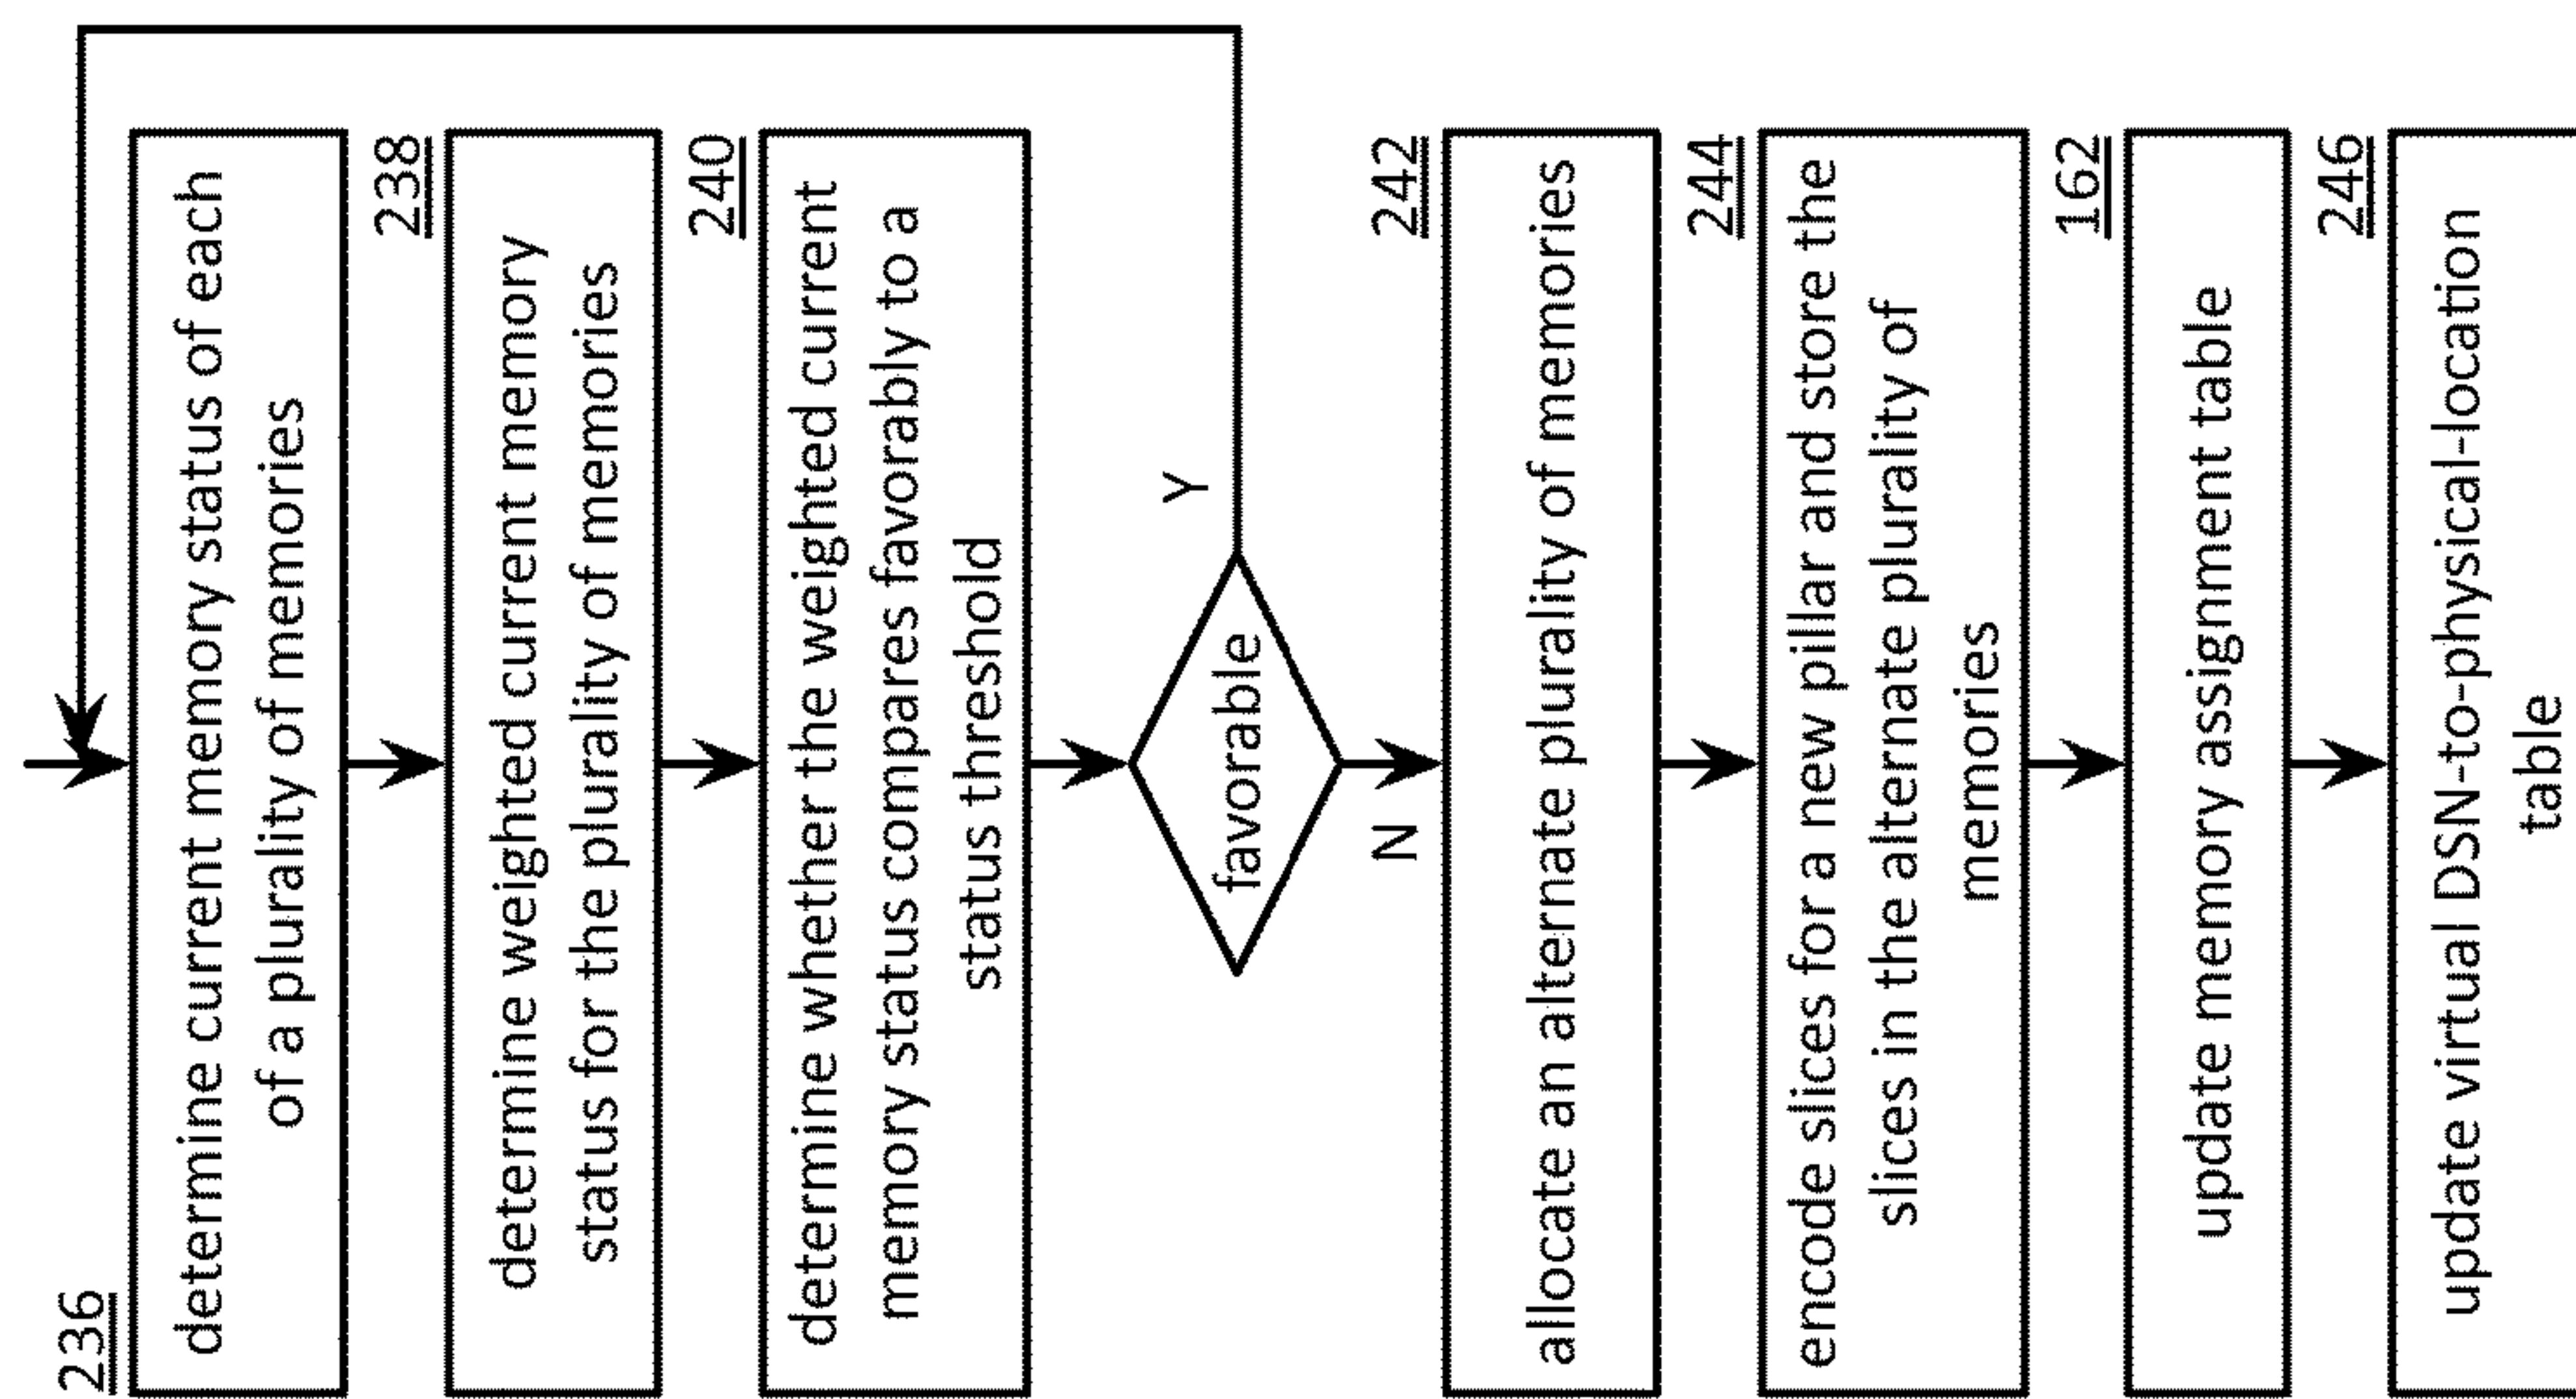 236
determine current memory status of each
of a plurality of memories
238
determine weighted current memory
status for the plurality of memories
240
determine whether the weighted current
memory status compares favorably to a
status threshold
favorable
Y
N
242
allocate an alternate plurality of memories
244
encode slices for a new pillar and store the
slices in the alternate plurality of
memories
162
update memory assignment table
246
update virtual DSN-to-physical-location
table